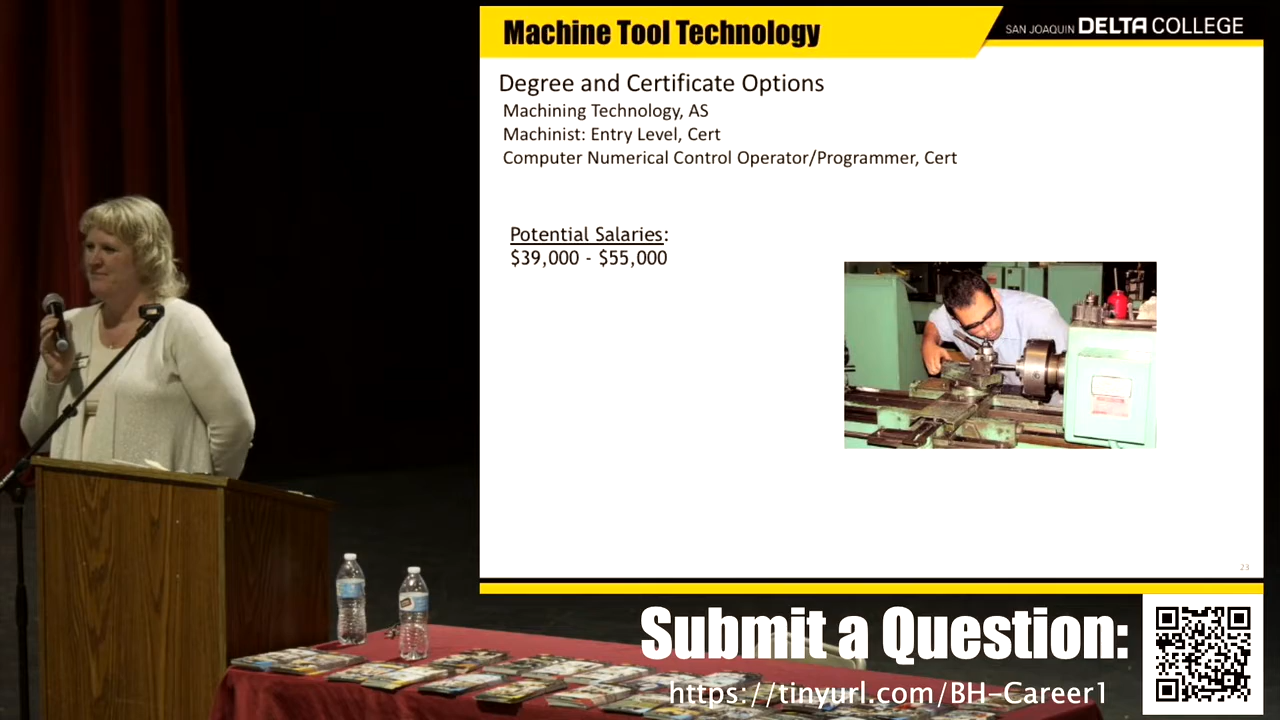 Machine Tool Technology
SAN JOAQUIN DELTA COLLEGE
Degree and Certificate Options
Machining Technology, AS
Machinist: Entry Level, Cert
Computer Numerical Control Operator/Programmer, Cert
Potential Salaries:
$39,000 - $55,000
23
Submit a Question:
https://tinyurl.com/BH-Career1